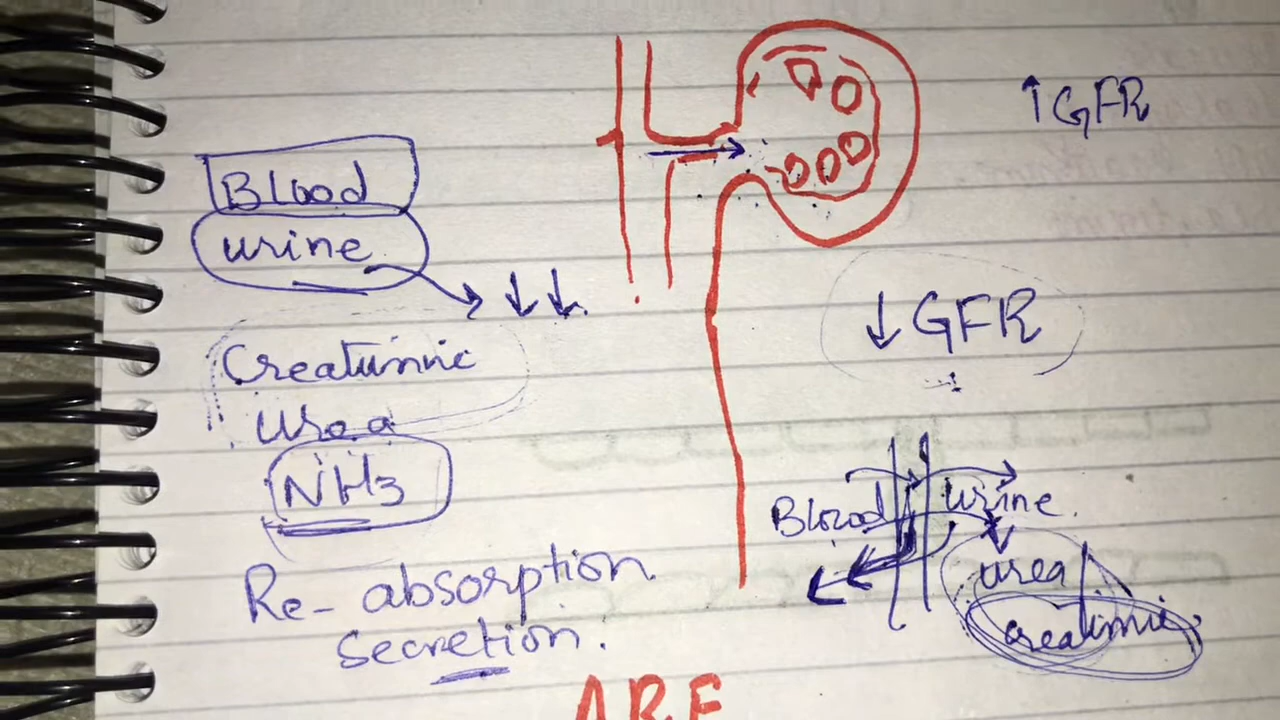 ↑GFR
Blood
urine → ↓↓.
↓ GFR
Creatinine
Urea
NH3
Blood urine.
urea
creatinine
Re-absorption
secretion.
ARF